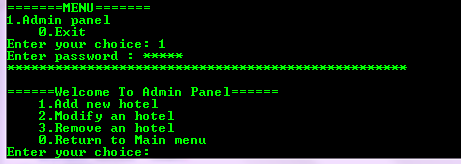 =======MENU=======
1.Admin panel
0.Exit
Enter your choice: 1
Enter password : *****
**************************************************
======Welcome To Admin Panel======
1.Add new hotel
2.Modify an hotel
3.Remove an hotel
0.Return to Main menu
Enter your choice: